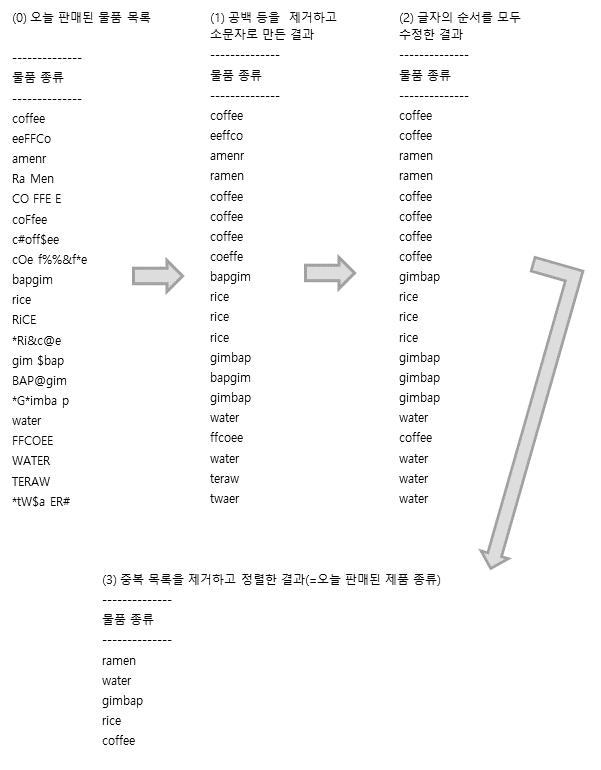 (0) 오늘 판매된 물품 목록
--------------
물품 종류
--------------
coffee
eeFFCo
amenr
Ra Men
CO FFE E
coFfee
c#off$ee
cOe f%%&f*e
bapgim
rice
RiCE
*Ri&c@e
gim $bap
BAP@gim
*G*imba p
water
FFCOEE
WATER
TERAW
*tW$a ER#
(1) 공백 등을 제거하고
소문자로 만든 결과
--------------
물품 종류
--------------
coffee
eeffco
amenr
ramen
coffee
coffee
coffee
coeffe
bapgim
rice
rice
rice
gimbap
bapgim
gimbap
water
ffcoee
water
teraw
twaer
(2) 글자의 순서를 모두
수정한 결과
--------------
물품 종류
--------------
coffee
coffee
ramen
ramen
coffee
coffee
coffee
coffee
gimbap
rice
rice
rice
gimbap
gimbap
gimbap
water
coffee
water
water
water
(3) 중복 목록을 제거하고 정렬한 결과(=오늘 판매된 제품 종류)
--------------
물품 종류
--------------
ramen
water
gimbap
rice
coffee